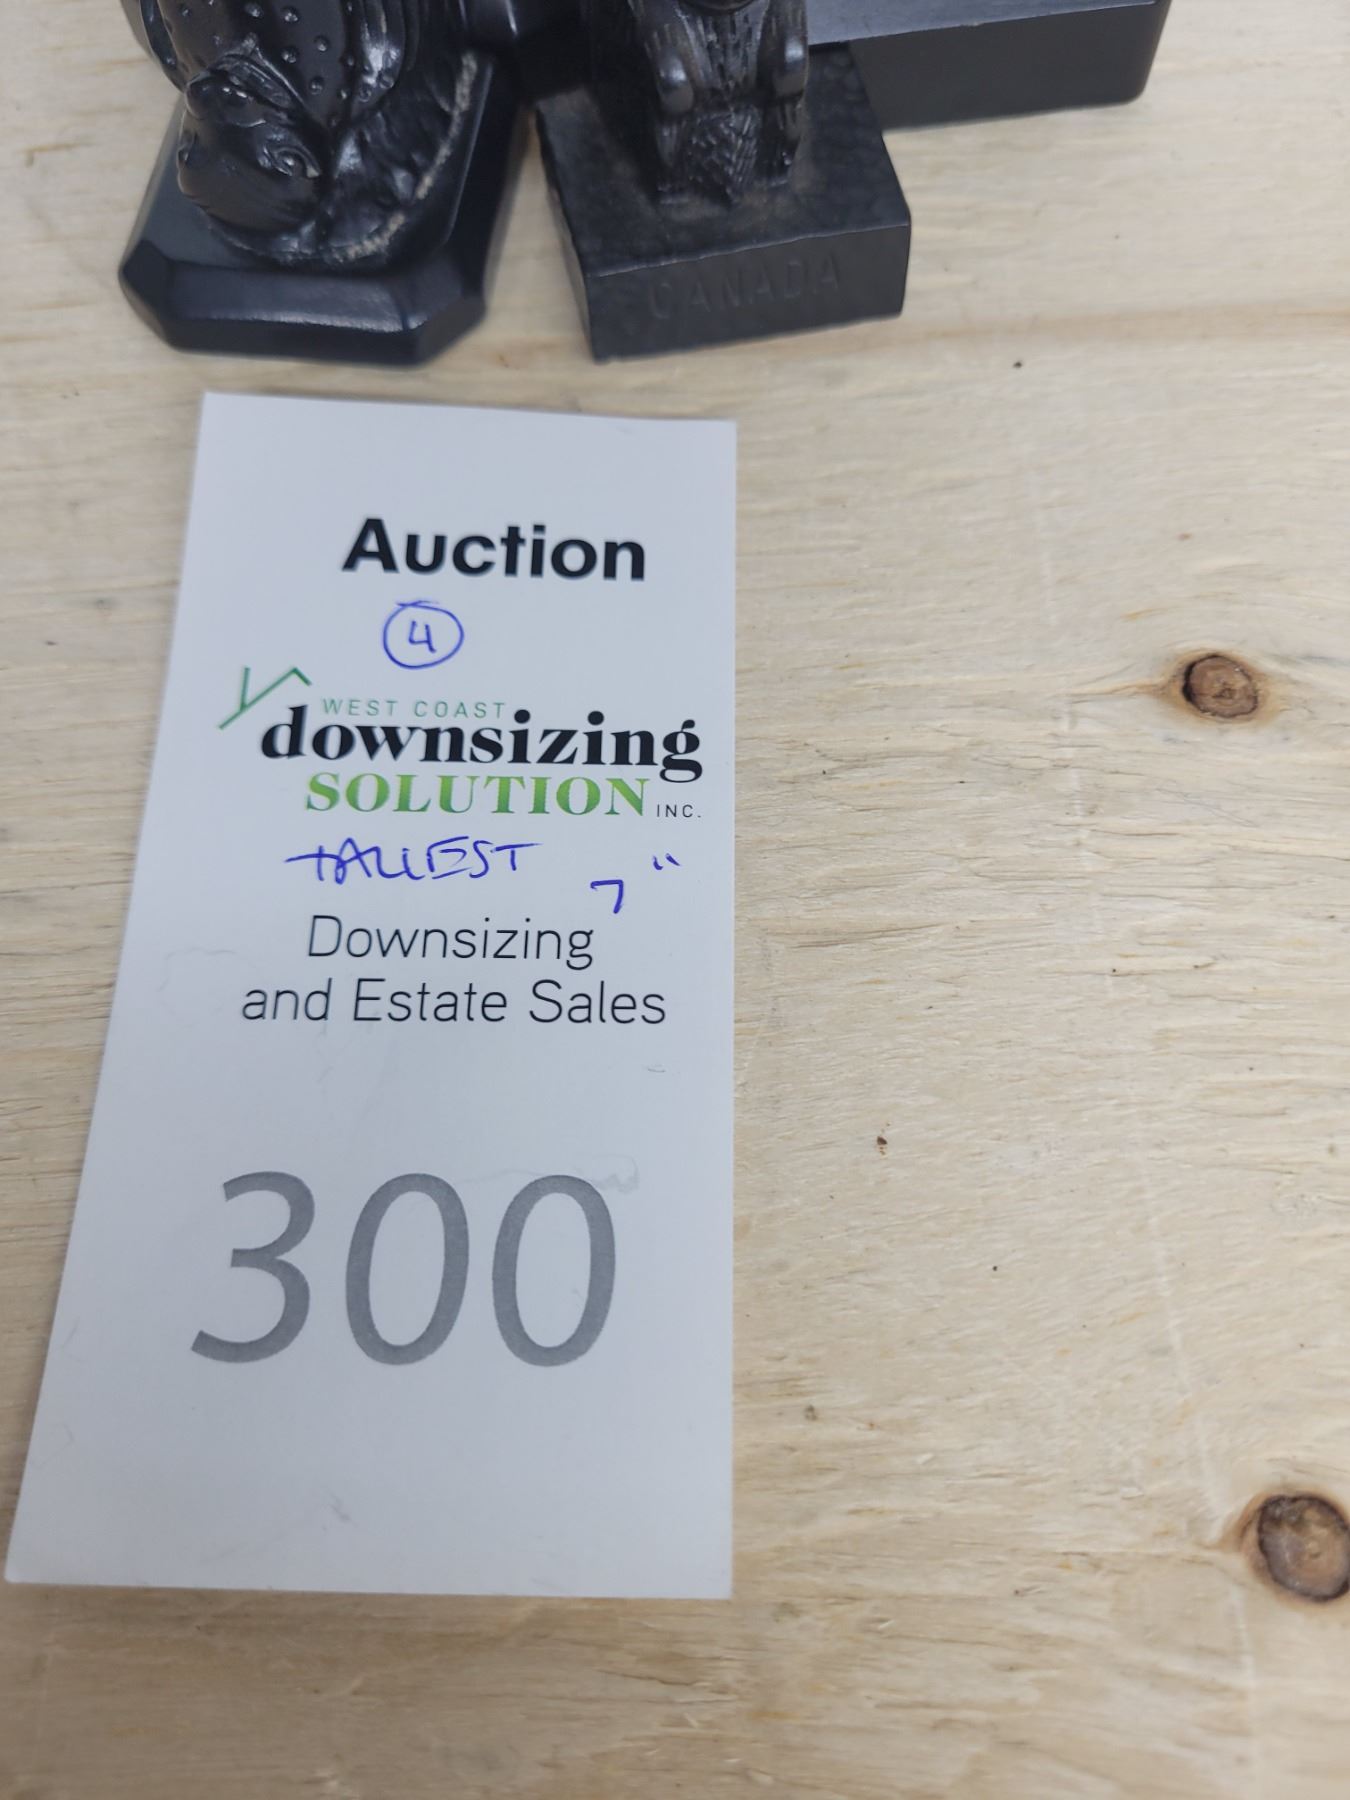 CANADA
Auction
4
WEST COAST
downsizing
SOLUTION INC.
TALLEST 7"
Downsizing
and Estate Sales
300